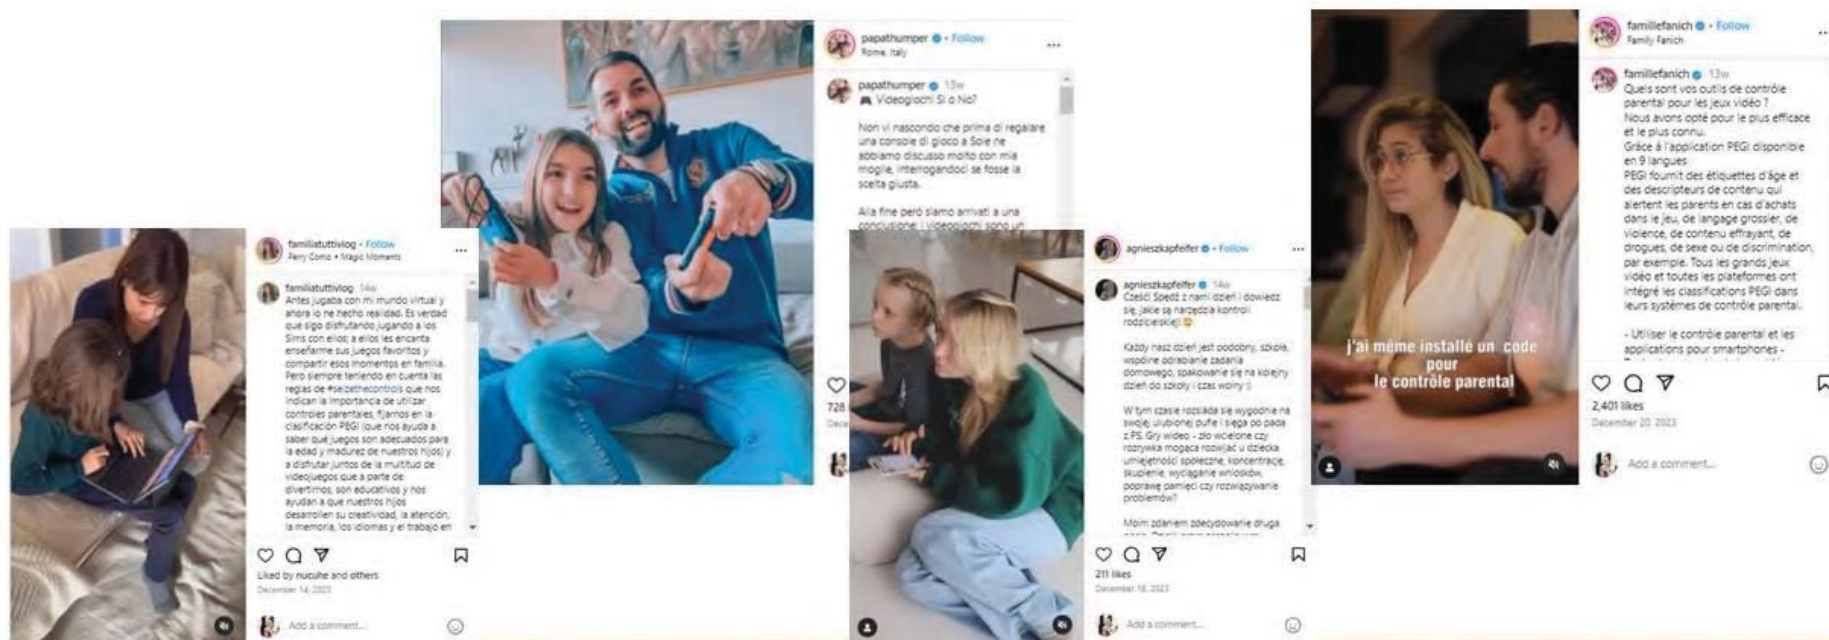 familiatuttivlog • Follow
Perry Como • Magic Moments
familiatuttivlog 14w
Antes jugaba con mi mundo virtual y
ahora lo he hecho realidad. Es verdad
que sigo disfrutando jugando a los
Sims con ellos; a ellos les encanta
enseñarme sus juegos favoritos y
compartir esos momentos en familia.
Pero siempre teniendo en cuenta las
reglas de #seizethecontrols que nos
indican la importancia de utilizar
controles parentales, fijarnos en la
clasificación PEGI (que nos ayuda a
saber qué juegos son adecuados para
la edad y madurez de nuestros hijos) y
a disfrutar juntos de la multitud de
videojuegos que a parte de
divertirnos, son educativos y nos
ayudan a que nuestros hijos
desarrollen su creatividad, la atención,
la memoria, los idiomas y el trabajo en
Liked by nucuhe and others
December 14, 2023
Add a comment...
papathumper • Follow
Rome, Italy
papathumper 13w
🎮 Videogiochi Si o No?
Non vi nascondo che prima di regalare
una console di gioco a Sole ne
abbiamo discusso molto con mia
moglie, interrogandoci se fosse la
scelta giusta.
Alla fine però siamo arrivati a una
conclusione: i videogiochi sono un
728
Dece
agnieszkapfeifer • Follow
agnieszkapfeifer 14w
Cześć! Spędź z nami dzień i dowiedz
się, jakie są narzędzia kontroli
rodzicielskiej!
Każdy nasz dzień jest podobny, szkoła,
wspólne odrabianie zadania
domowego, spakowanie się na kolejny
dzień do szkoły i czas wolny :)
W tym czasie rozsiada się wygodnie na
swojej ulubionej pufie i sięga po pada
z PS. Gry wideo - zło wcielone czy
rozrywka mogąca rozwijać u dziecka
umiejętności społeczne, koncentrację,
skupienie, wyciąganie wniosków,
poprawę pamięci czy rozwiązywanie
problemów?
Moim zdaniem zdecydowanie druga
211 likes
December 18, 2023
Add a comment...
j'ai même installé un code
pour
le contrôle parental
famillefanich • Follow
Family Fanich
famillefanich 13w
Quels sont vos outils de contrôle
parental pour les jeux vidéo ?
Nous avons opté pour le plus efficace
et le plus connu.
Grâce à l'application PEGI disponible
en 9 langues
PEGI fournit des étiquettes d'âge et
des descripteurs de contenu qui
alertent les parents en cas d'achats
dans le jeu, de langage grossier, de
violence, de contenu effrayant, de
drogues, de sexe ou de discrimination,
par exemple. Tous les grands jeux
vidéo et toutes les plateformes ont
intégré les classifications PEGI dans
leurs systèmes de contrôle parental.
- Utiliser le contrôle parental et les
applications pour smartphones -
2,401 likes
December 20, 2023
Add a comment...